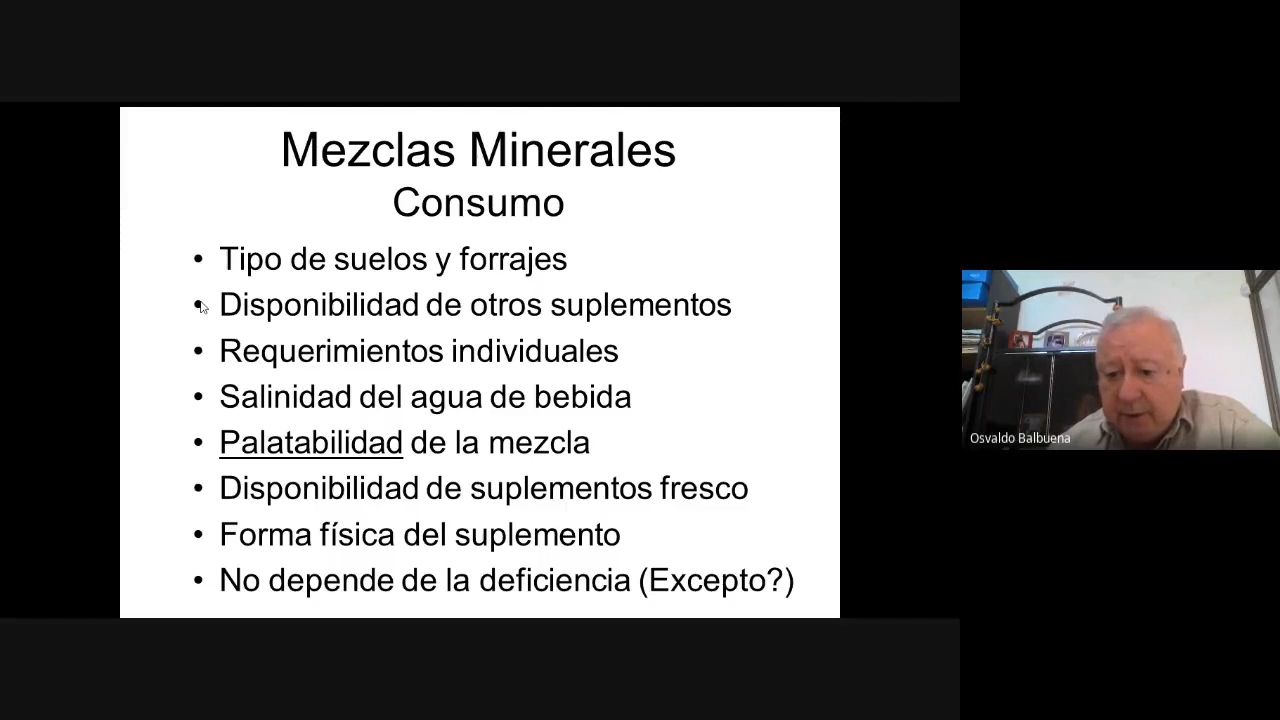 Mezclas Minerales
Consumo
• Tipo de suelos y forrajes
• Disponibilidad de otros suplementos
• Requerimientos individuales
• Salinidad del agua de bebida
• Palatabilidad de la mezcla
• Disponibilidad de suplementos fresco
• Forma física del suplemento
• No depende de la deficiencia (Excepto?)
Osvaldo Balbuena